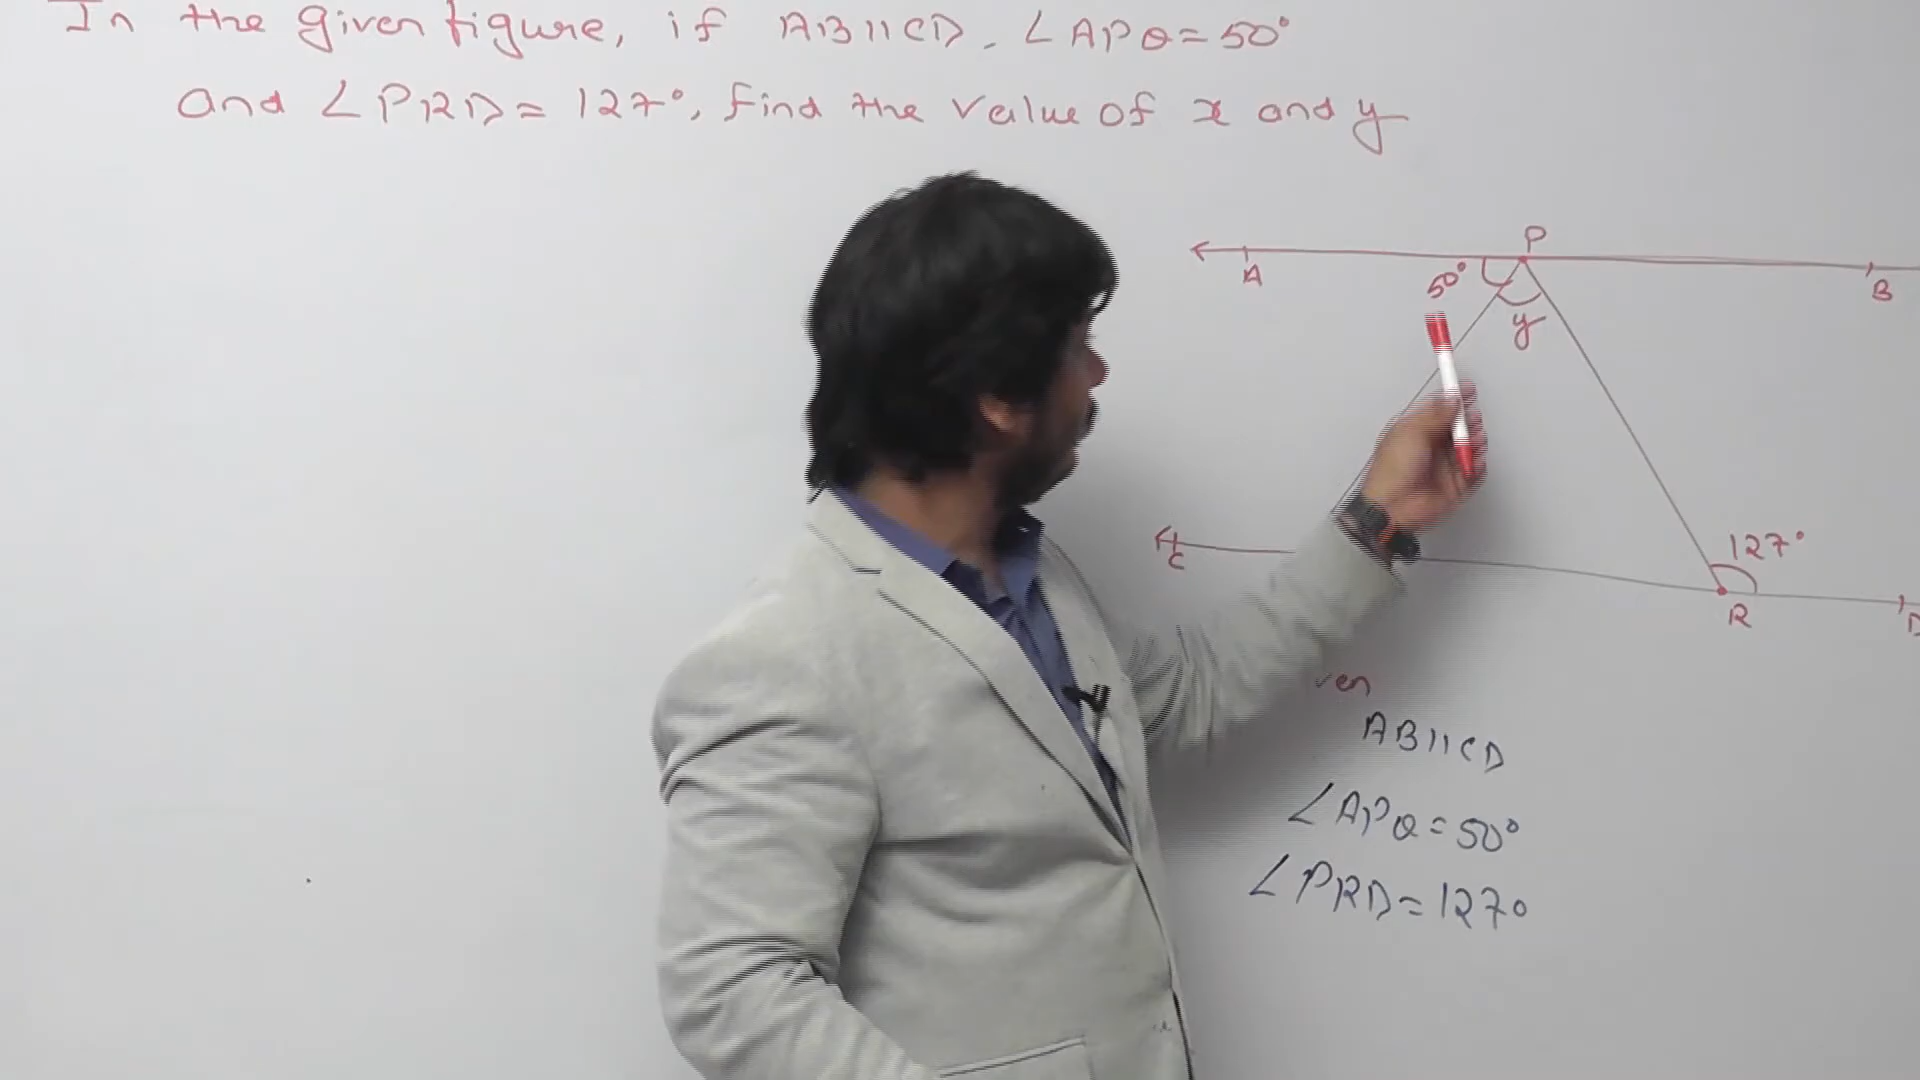 In the given figure, if AB||CD, ∠APQ = 50°
and ∠PRD = 127°, find the value of x and y
P
A
50°
B
y
127°
C
R
D
AB||CD
∠APQ = 50°
∠PRD = 127°